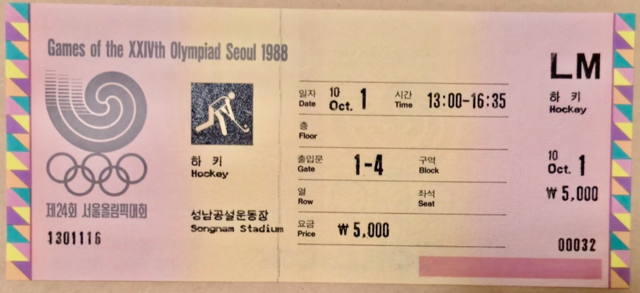 Games of the XXIVth Olympiad Seoul 1988
제24회 서울올림픽대회
1301116
하 키
Hockey
성남공설운동장
Songnam Stadium
일자 10 시간
Date Oct. 1 Time 13:00-16:35
층
Floor
출입문 구역
Gate 1-4 Block
열 좌석
Row Seat
요금
Price ₩ 5,000
LM
하 키
Hockey
10
Oct. 1
₩ 5,000
00032